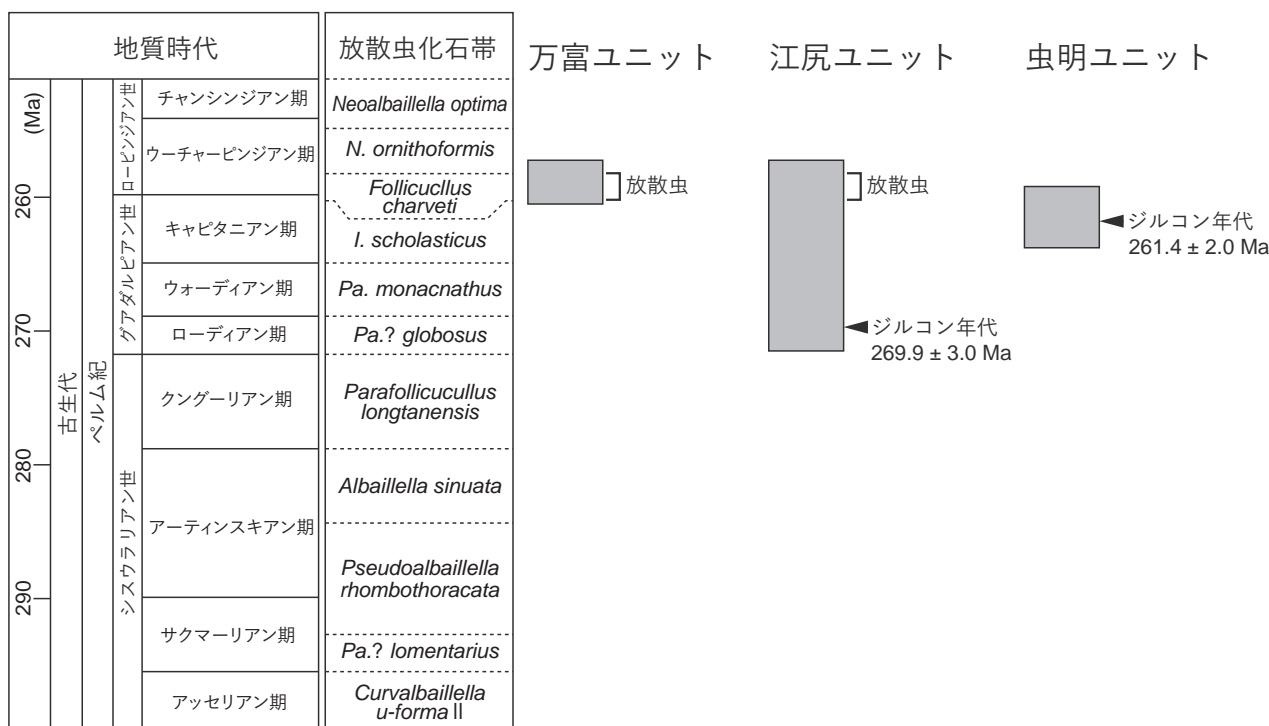 地質時代
放散虫化石帯
万富ユニット
江尻ユニット
虫明ユニット
(Ma)
260
270
280
290
古生代
ペルム紀
ローピンジアン世
グアダルピアン世
シスウラリアン世
チャンシンジアン期
ウーチャーピンジアン期
キャピタニアン期
ウォーディアン期
ローディアン期
クングーリアン期
アーティンスキアン期
サクマーリアン期
アッセリアン期
Neoalbaillella optima
N. ornithoformis
Follicucllus
charveti
I. scholasticus
Pa. monacnathus
Pa.? globosus
Parafollicucullus
longtanensis
Albaillella sinuata
Pseudoalbaillella
rhombothoracata
Pa.? lomentarius
Curvalbaillella
u-forma II
放散虫
放散虫
ジルコン年代
269.9 ± 3.0 Ma
ジルコン年代
261.4 ± 2.0 Ma